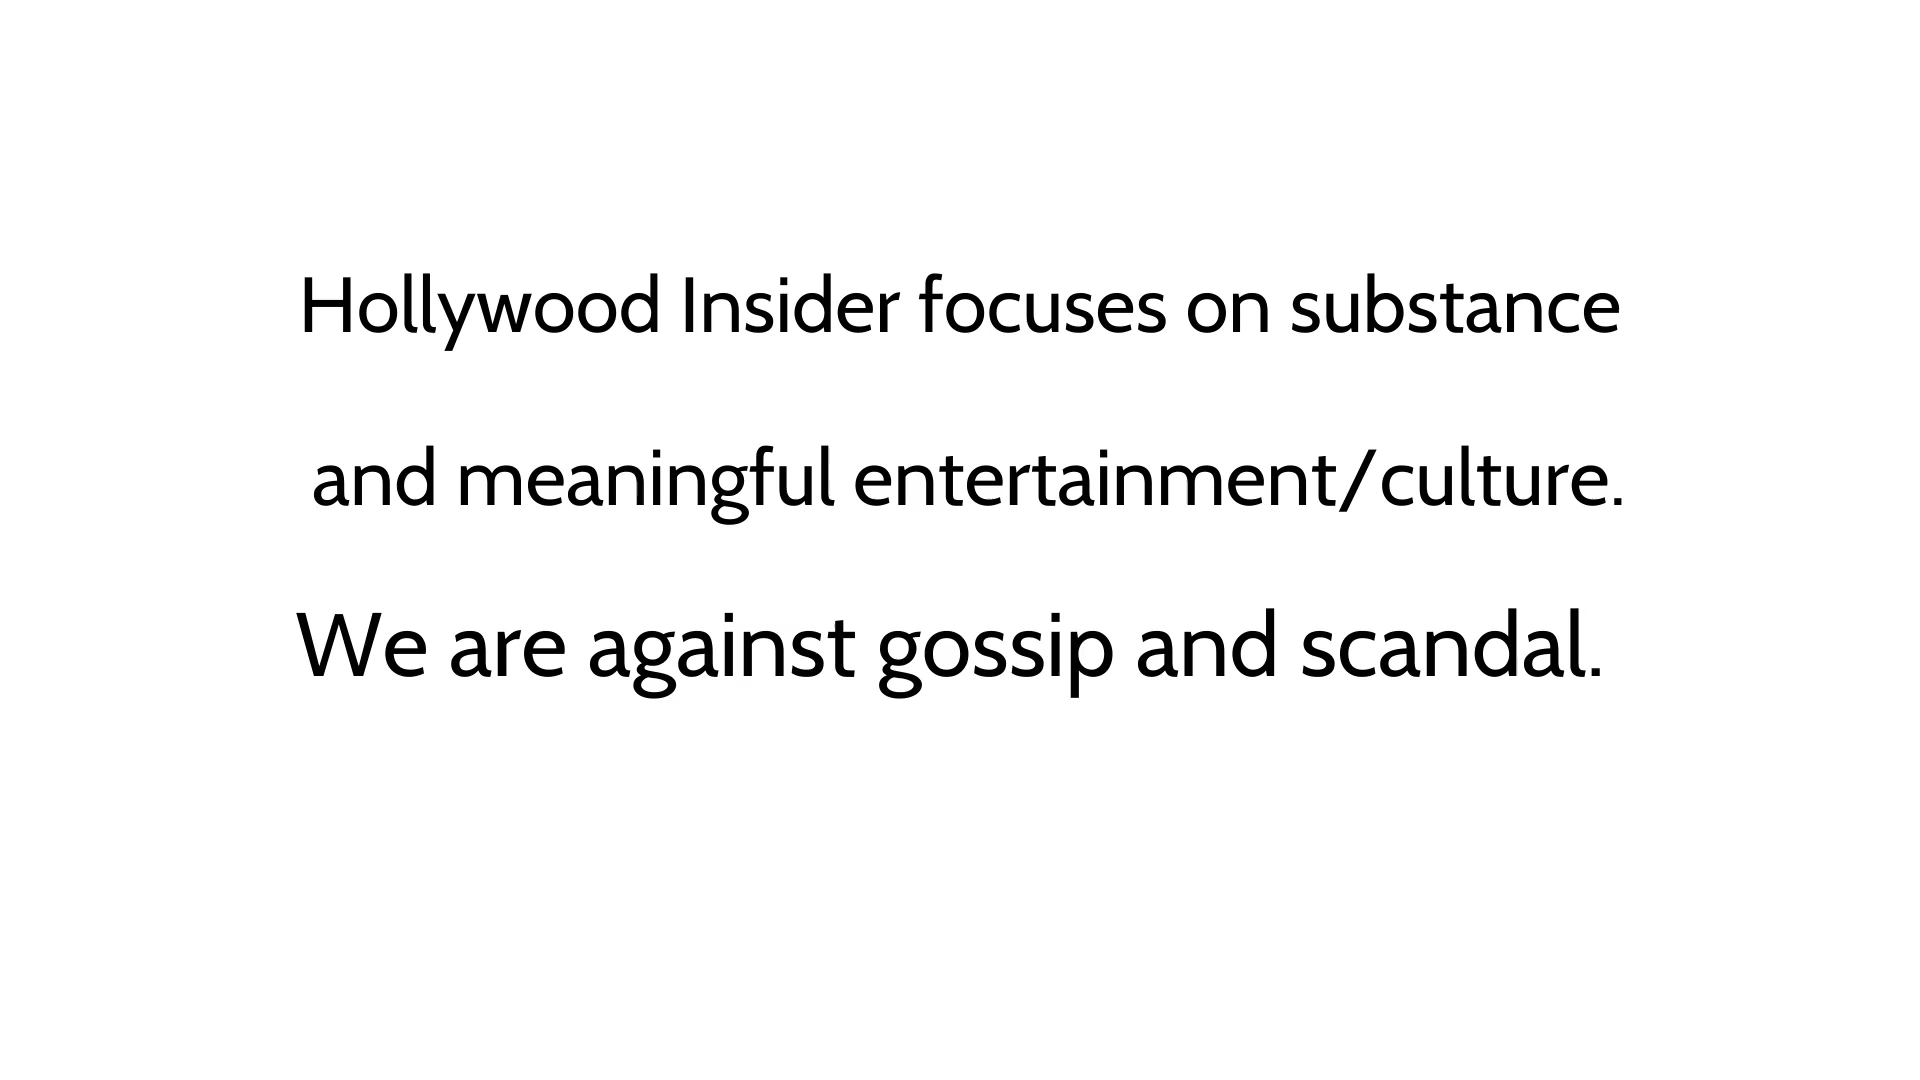 Hollywood Insider focuses on substance
and meaningful entertainment/culture.
We are against gossip and scandal.